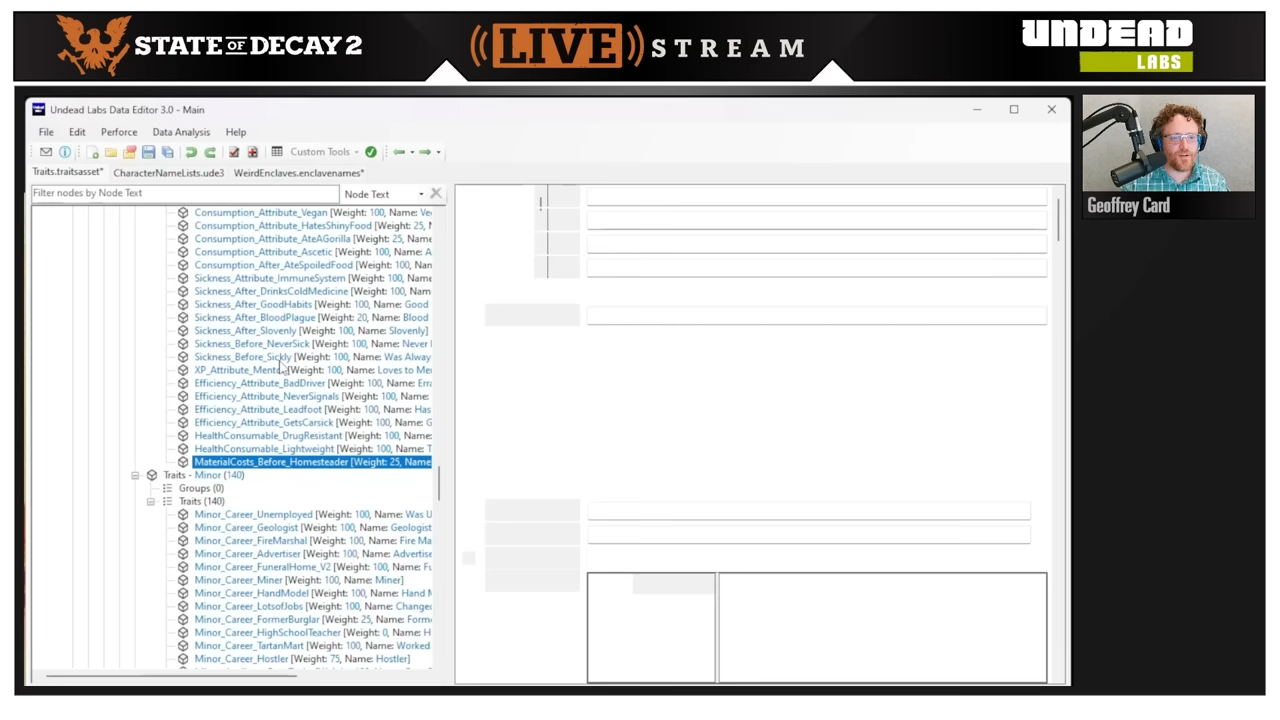 STATE OF DECAY 2
LIVE STREAM
UNDEAD
LABS
Undead Labs Data Editor 3.0 - Main
File Edit Perforce Data Analysis Help
Custom Tools
Traits.traitsasset* CharacterNameLists.ude3 WeirdEnclaves.enclavenames*
Filter nodes by Node Text
Node Text
Geoffrey Card
Consumption_Attribute_Vegan [Weight: 100, Name: Ve
Consumption_Attribute_HatesShinyFood [Weight: 25, N
Consumption_Attribute_AteAGorilla [Weight: 25, Name
Consumption_Attribute_Ascetic [Weight: 100, Name: A
Consumption_After_AteSpoiledFood [Weight: 100, Nan
Sickness_Attribute_ImmuneSystem [Weight: 100, Name
Sickness_After_DrinksColdMedicine [Weight: 100, Name
Sickness_After_GoodHabits [Weight: 100, Name: Good
Sickness_After_BloodPlague [Weight: 20, Name: Blood
Sickness_After_Slovenly [Weight: 100, Name: Slovenly]
Sickness_Before_NeverSick [Weight: 100, Name: Never
Sickness_Before_Sickly [Weight: 100, Name: Was Alway
XP_Attribute_Mento [Weight: 100, Name: Loves to Me
Efficiency_Attribute_BadDriver [Weight: 100, Name: Erra
Efficiency_Attribute_NeverSignals [Weight: 100, Name:
Efficiency_Attribute_Leadfoot [Weight: 100, Name: Has
Efficiency_Attribute_GetsCarsick [Weight: 100, Name: G
HealthConsumable_DrugResistant [Weight: 100, Name:
HealthConsumable_Lightweight [Weight: 100, Name: T
MaterialCosts_Before_Homesteader [Weight: 25, Name
Traits - Minor (140)
Groups (0)
Traits (140)
Minor_Career_Unemployed [Weight: 100, Name: Was U
Minor_Career_Geologist [Weight: 100, Name: Geologist
Minor_Career_FireMarshal [Weight: 100, Name: Fire Ma
Minor_Career_Advertiser [Weight: 100, Name: Advertise
Minor_Career_FuneralHome_V2 [Weight: 100, Name: Fu
Minor_Career_Miner [Weight: 100, Name: Miner]
Minor_Career_HandModel [Weight: 100, Name: Hand M
Minor_Career_LotsofJobs [Weight: 100, Name: Change
Minor_Career_FormerBurglar [Weight: 25, Name: Form
Minor_Career_HighSchoolTeacher [Weight: 0, Name: H
Minor_Career_TartanMart [Weight: 100, Name: Worked
Minor_Career_Hostler [Weight: 75, Name: Hostler]